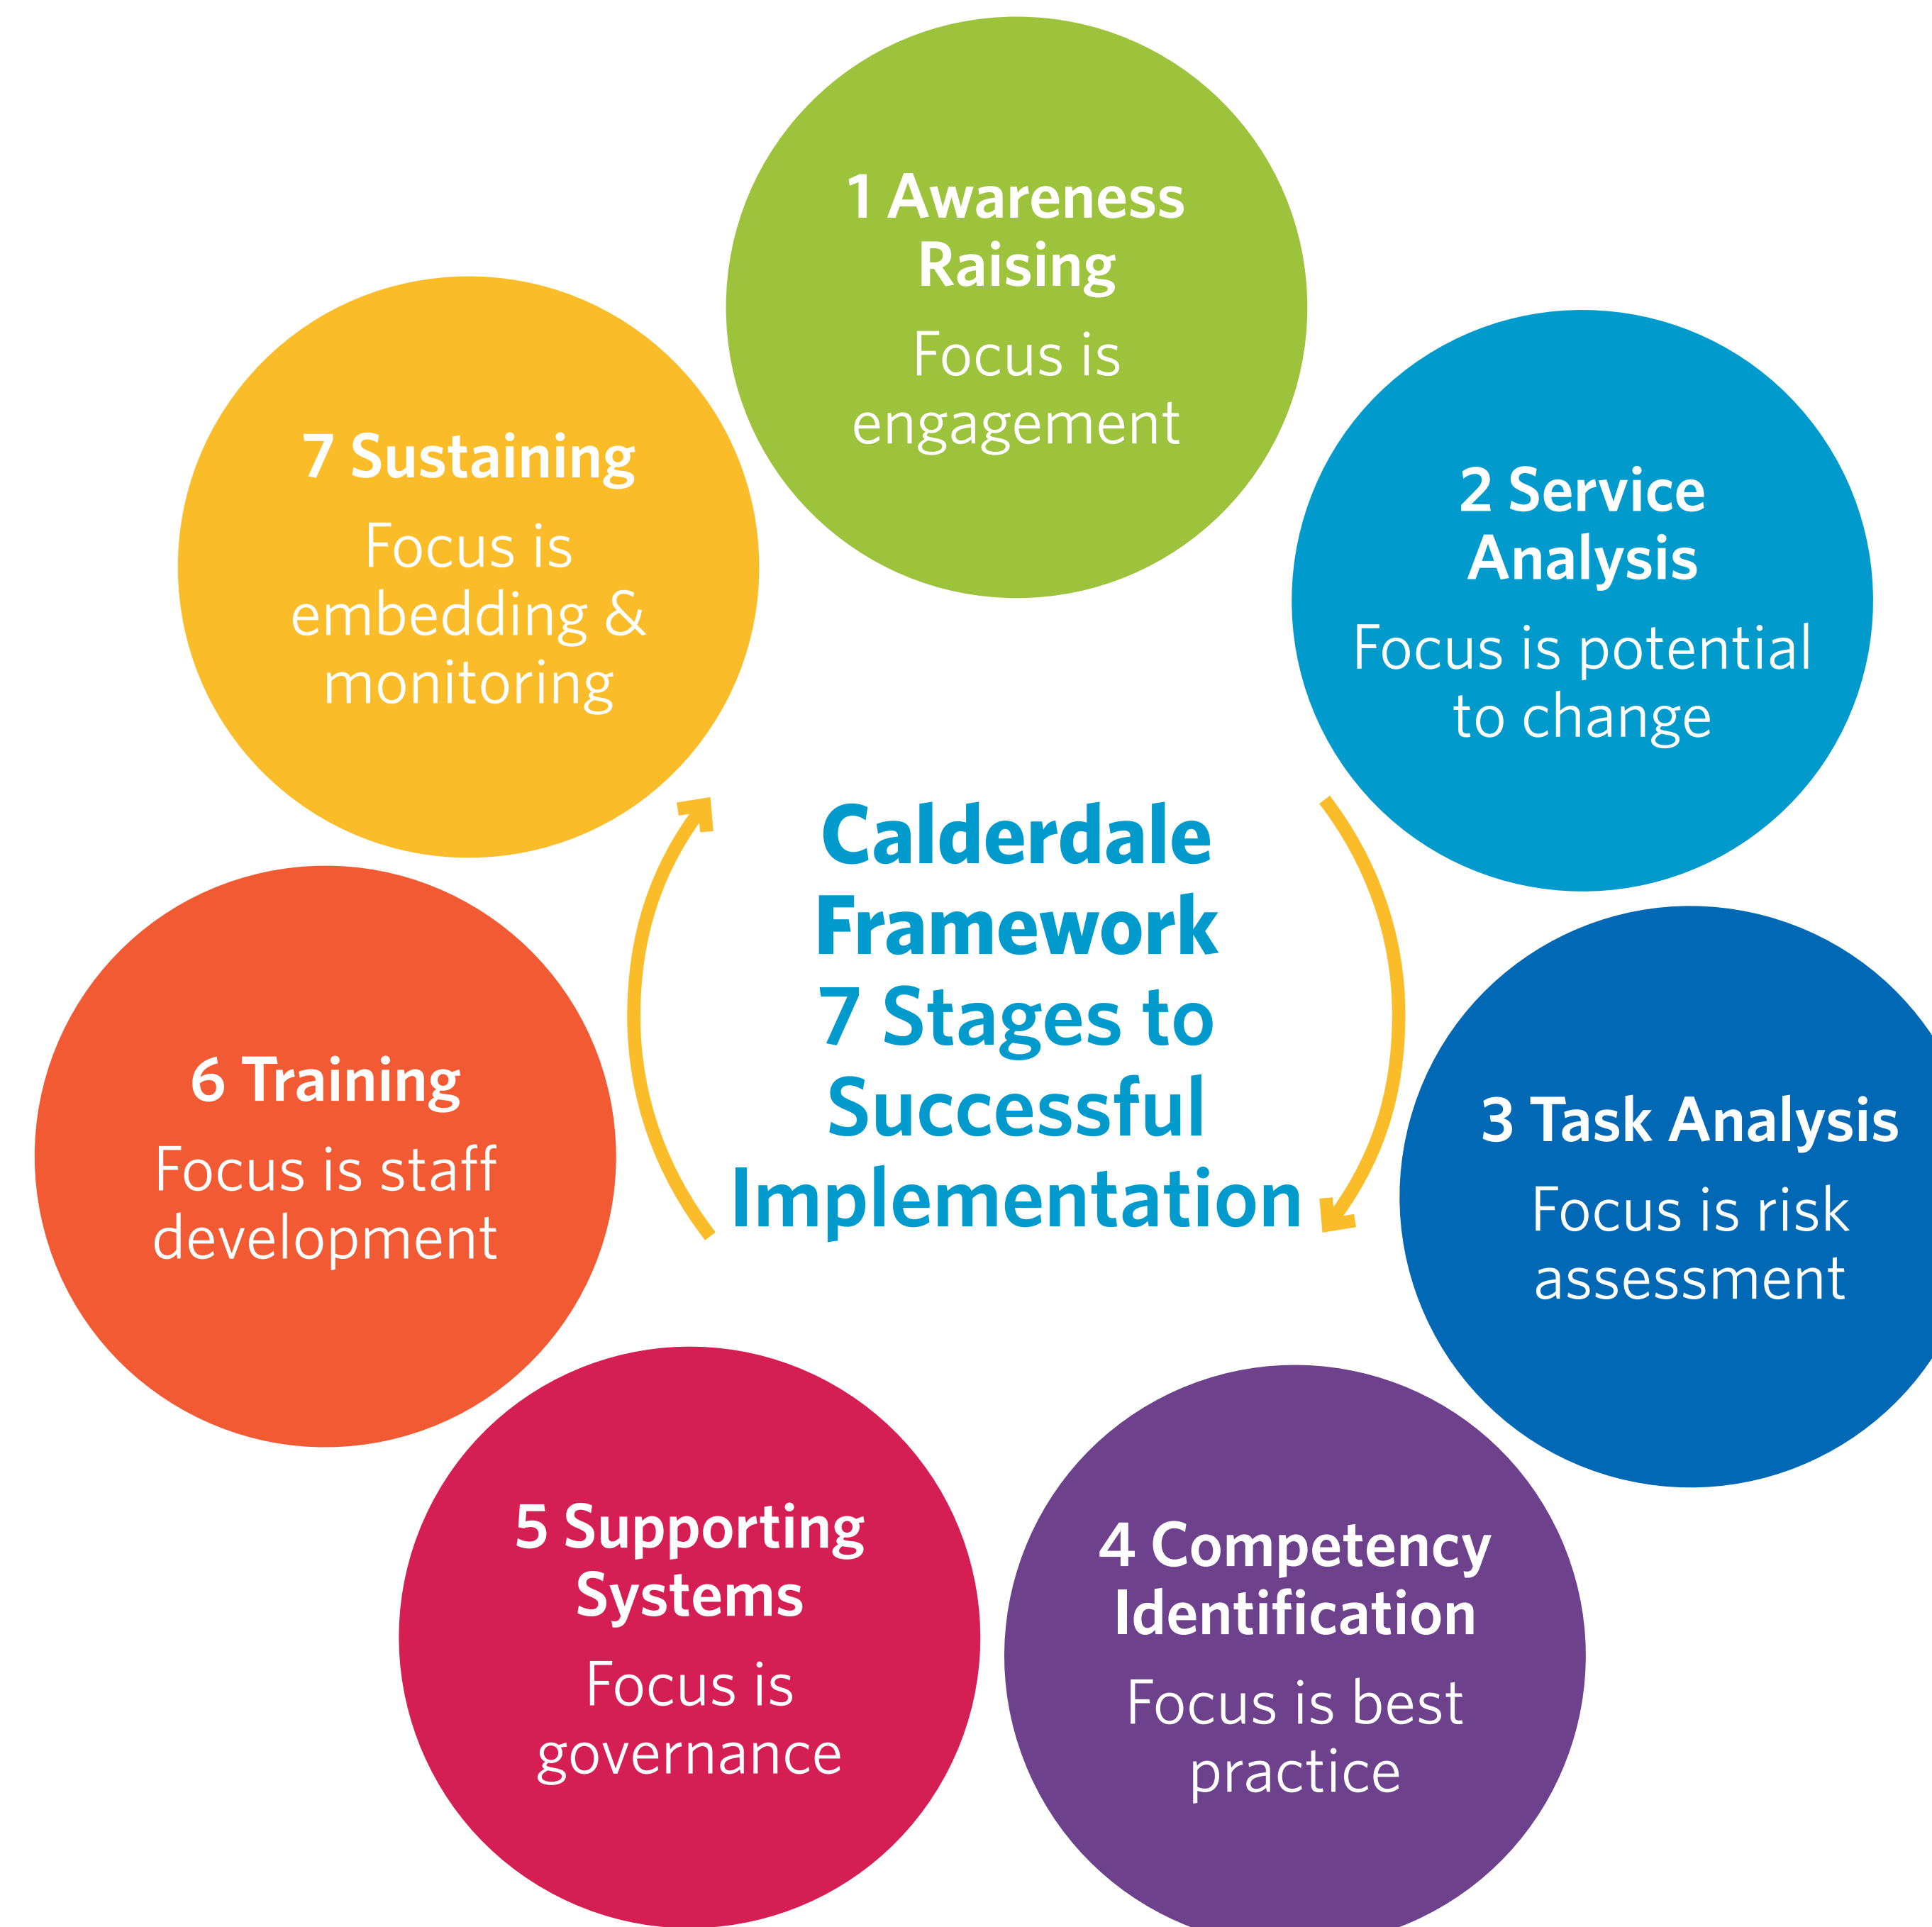 1 Awareness
Raising
Focus is
engagement
2 Service
Analysis
Focus is potential
to change
3 Task Analysis
Focus is risk
assessment
4 Competency
Identification
Focus is best
practice
5 Supporting
Systems
Focus is
governance
6 Training
Focus is staff
development
7 Sustaining
Focus is
embedding &
monitoring
Calderdale
Framework
7 Stages to
Successful
Implementation